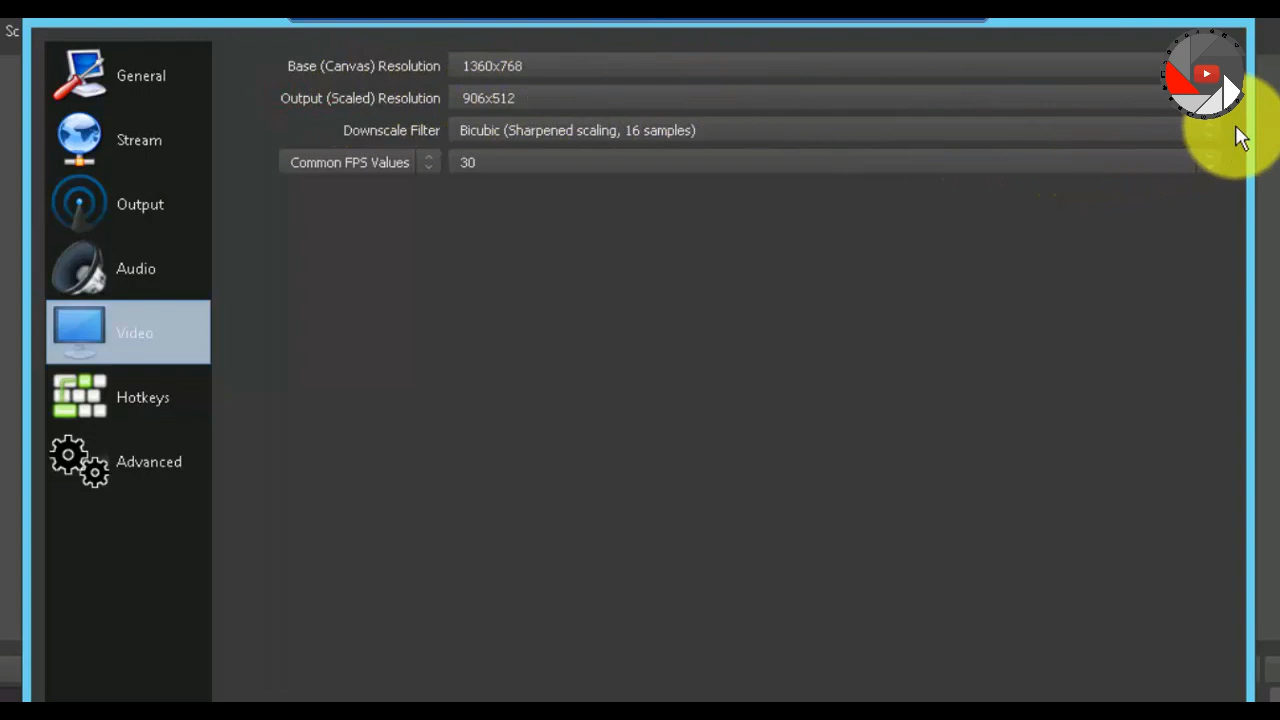 Sc
General
Stream
Output
Audio
Video
Hotkeys
Advanced
Base (Canvas) Resolution 1360x768
Output (Scaled) Resolution 906x512
Downscale Filter Bicubic (Sharpened scaling, 16 samples)
Common FPS Values 30